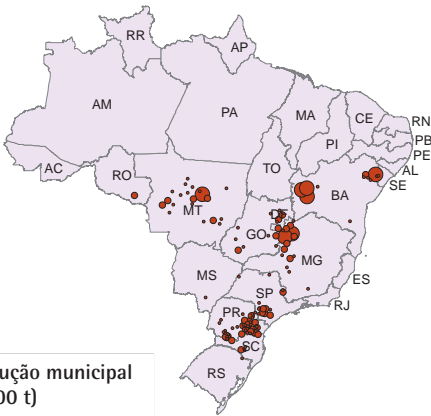 RR
AP
AM
PA
MA
CE
RN
PB
PE
AL
SE
PI
AC
RO
TO
BA
MT
DF
GO
MG
ES
MS
SP
RJ
PR
SC
RS
ução municipal
00 t)